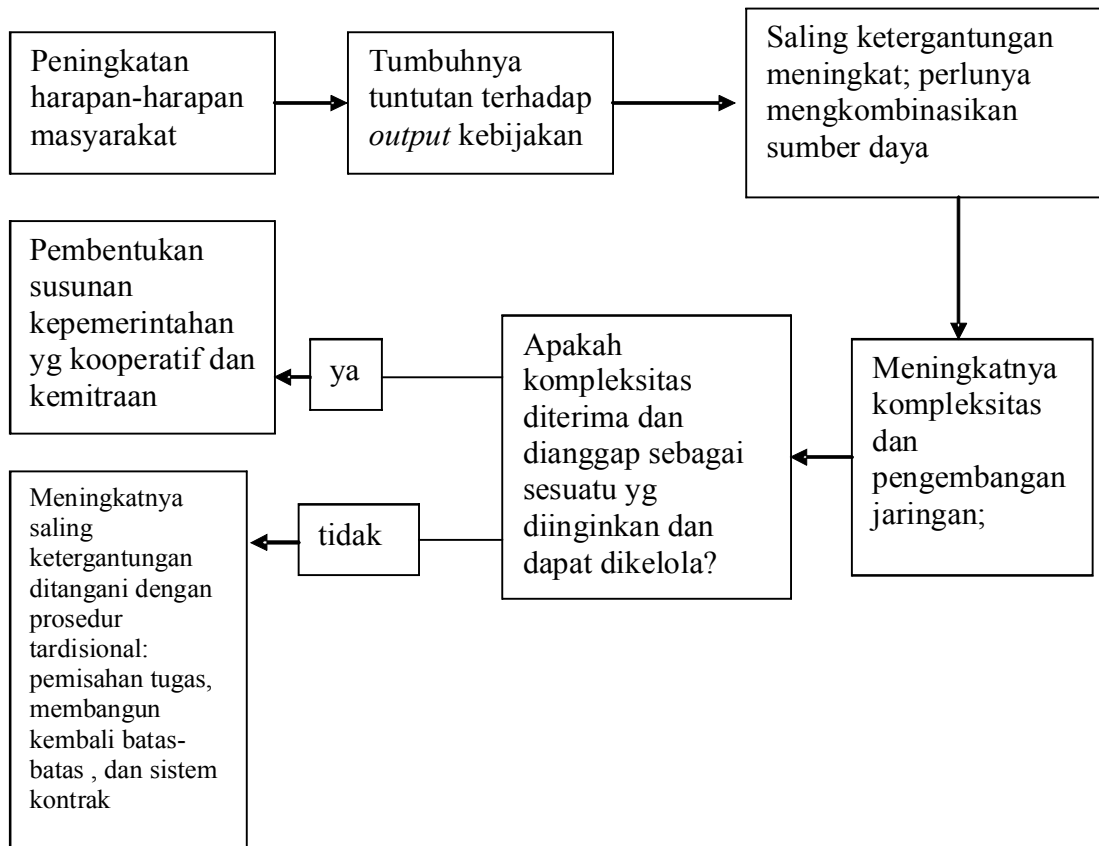 Peningkatan
harapan-harapan
masyarakat
Tumbuhnya
tuntutan terhadap
output kebijakan
Saling ketergantungan
meningkat; perlunya
mengkombinasikan
sumber daya
Meningkatnya
kompleksitas
dan
pengembangan
jaringan;
Apakah
kompleksitas
diterima dan
dianggap sebagai
sesuatu yg
diinginkan dan
dapat dikelola?
ya
Pembentukan
susunan
kepemerintahan
yg kooperatif dan
kemitraan
tidak
Meningkatnya
saling
ketergantungan
ditangani dengan
prosedur
tardisional:
pemisahan tugas,
membangun
kembali batas-
batas , dan sistem
kontrak